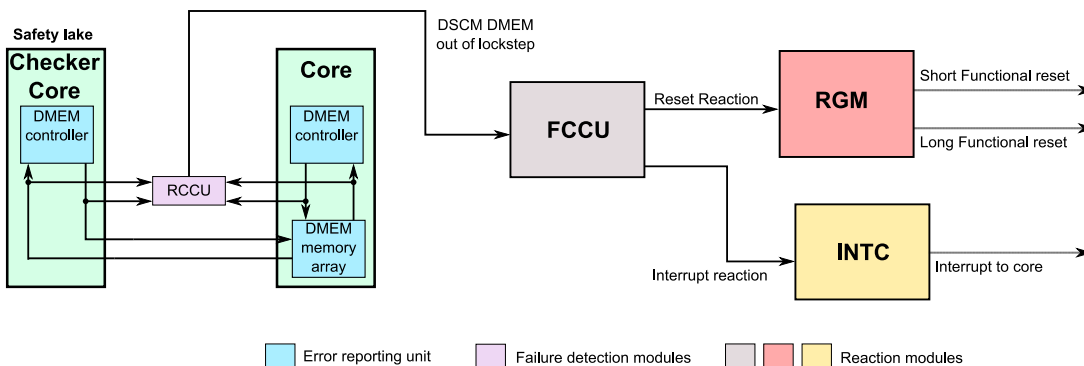 Safety lake
Checker
Core
DMEM
controller
RCCU
Core
DMEM
controller
DMEM
memory
array
DSCM DMEM
out of lockstep
FCCU
Reset Reaction
Interrupt reaction
RGM
Short Functional reset
Long Functional reset
INTC
Interrupt to core
Error reporting unit
Failure detection modules
Reaction modules